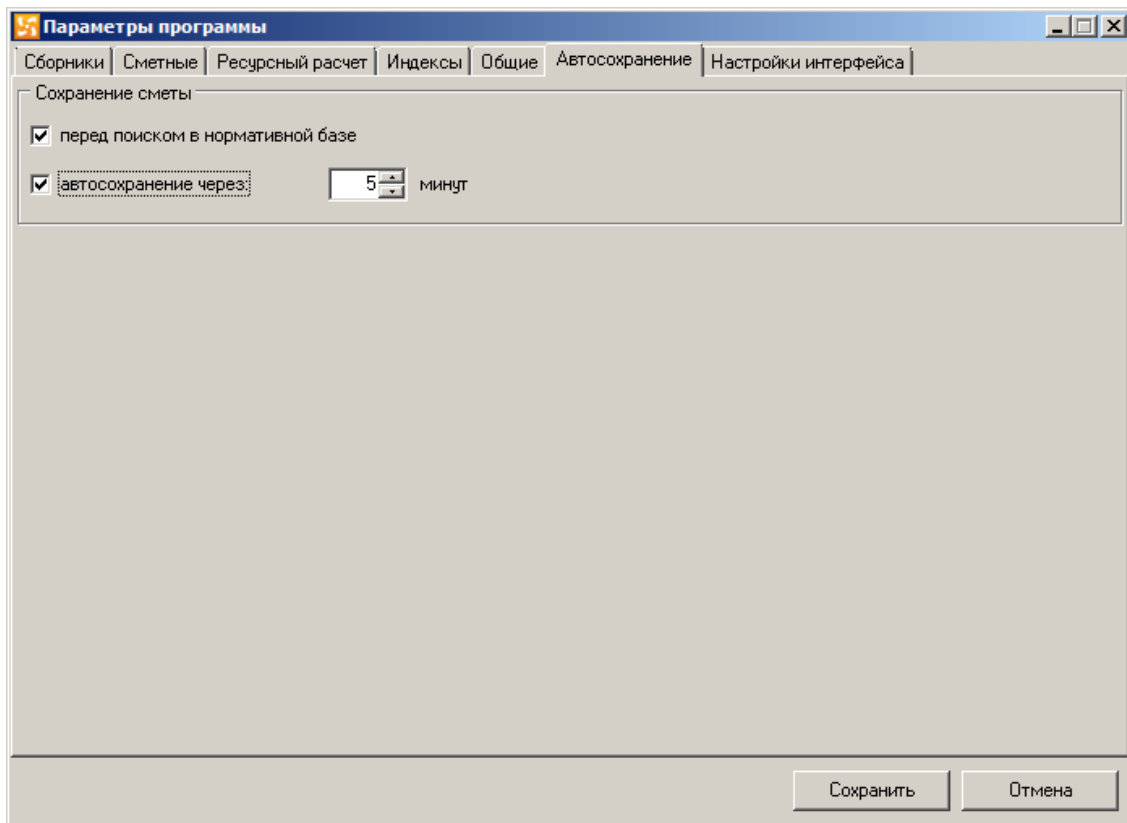 Параметры программы
Сборники Сметные Ресурсный расчет Индексы Общие Автосохранение Настройки интерфейса
Сохранение сметы
перед поиском в нормативной базе
автосохранение через: 5 минут
Сохранить Отмена